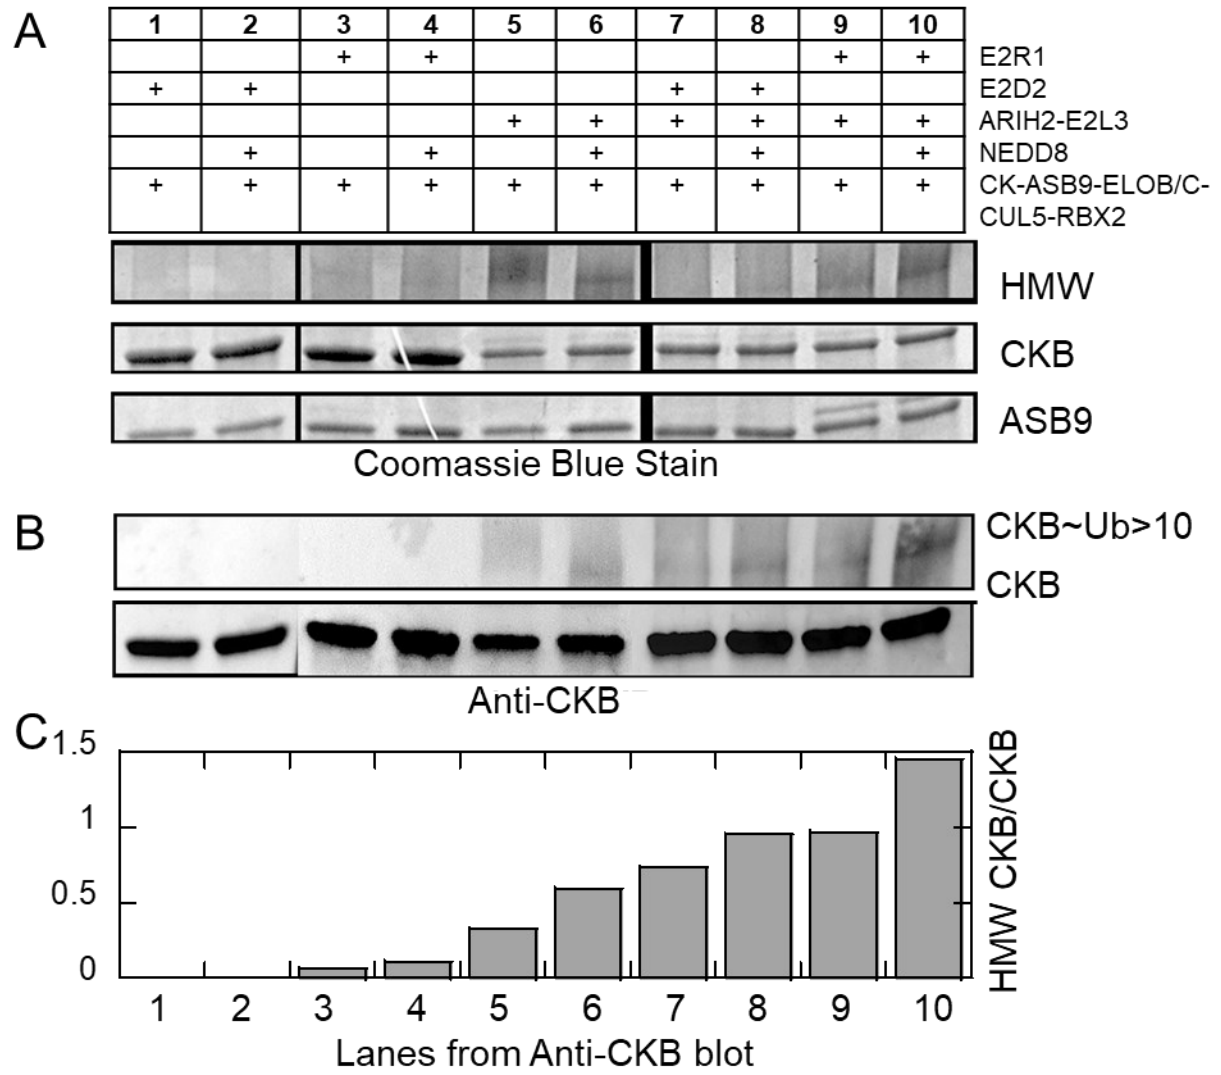 A
1 2 3 4 5 6 7 8 9 10
+ + + + E2R1
+ + + + E2D2
+ + + + + + ARIH2-E2L3
+ + + + + NEDD8
+ + + + + + + + + + CK-ASB9-ELOB/C-
CUL5-RBX2
HMW
CKB
ASB9
Coomassie Blue Stain
B
CKB~Ub>10
CKB
Anti-CKB
C
1.5
1
0.5
0
HMW CKB/CKB
1 2 3 4 5 6 7 8 9 10
Lanes from Anti-CKB blot